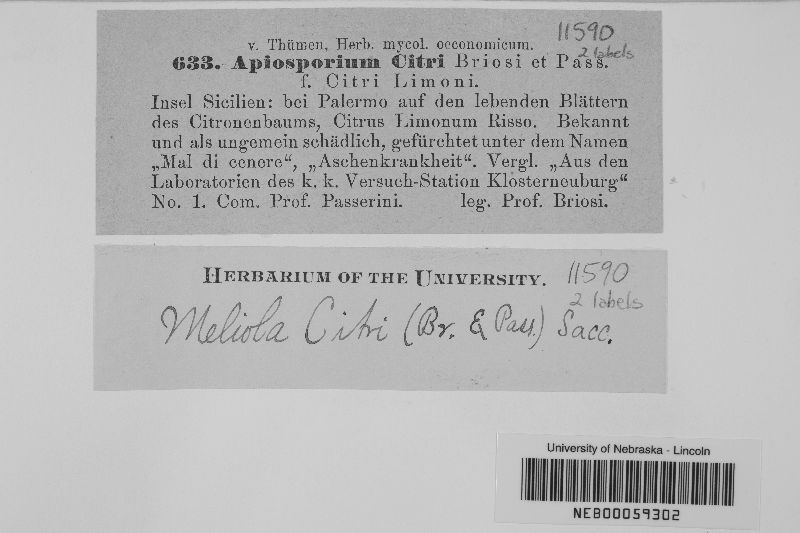 11590
2 labels
v. Thümen, Herb. mycol. oeconomicum.
633. Apiosporium Citri Briosi et Pass.
f. Citri Limoni.
Insel Sicilien: bei Palermo auf den lebenden Blättern
des Citronenbaums, Citrus Limonum Risso. Bekannt
und als ungemein schädlich, gefürchtet unter dem Namen
„Mal di cenere“, „Aschenkrankheit“. Vergl. „Aus den
Laboratorien des k. k. Versuch-Station Klosterneuburg“
No. 1. Com. Prof. Passerini. leg. Prof. Briosi.
HERBARIUM OF THE UNIVERSITY. 11590
2 labels
Meliola Citri (Br. & Pass.) Sacc.
University of Nebraska - Lincoln
NEB00059302